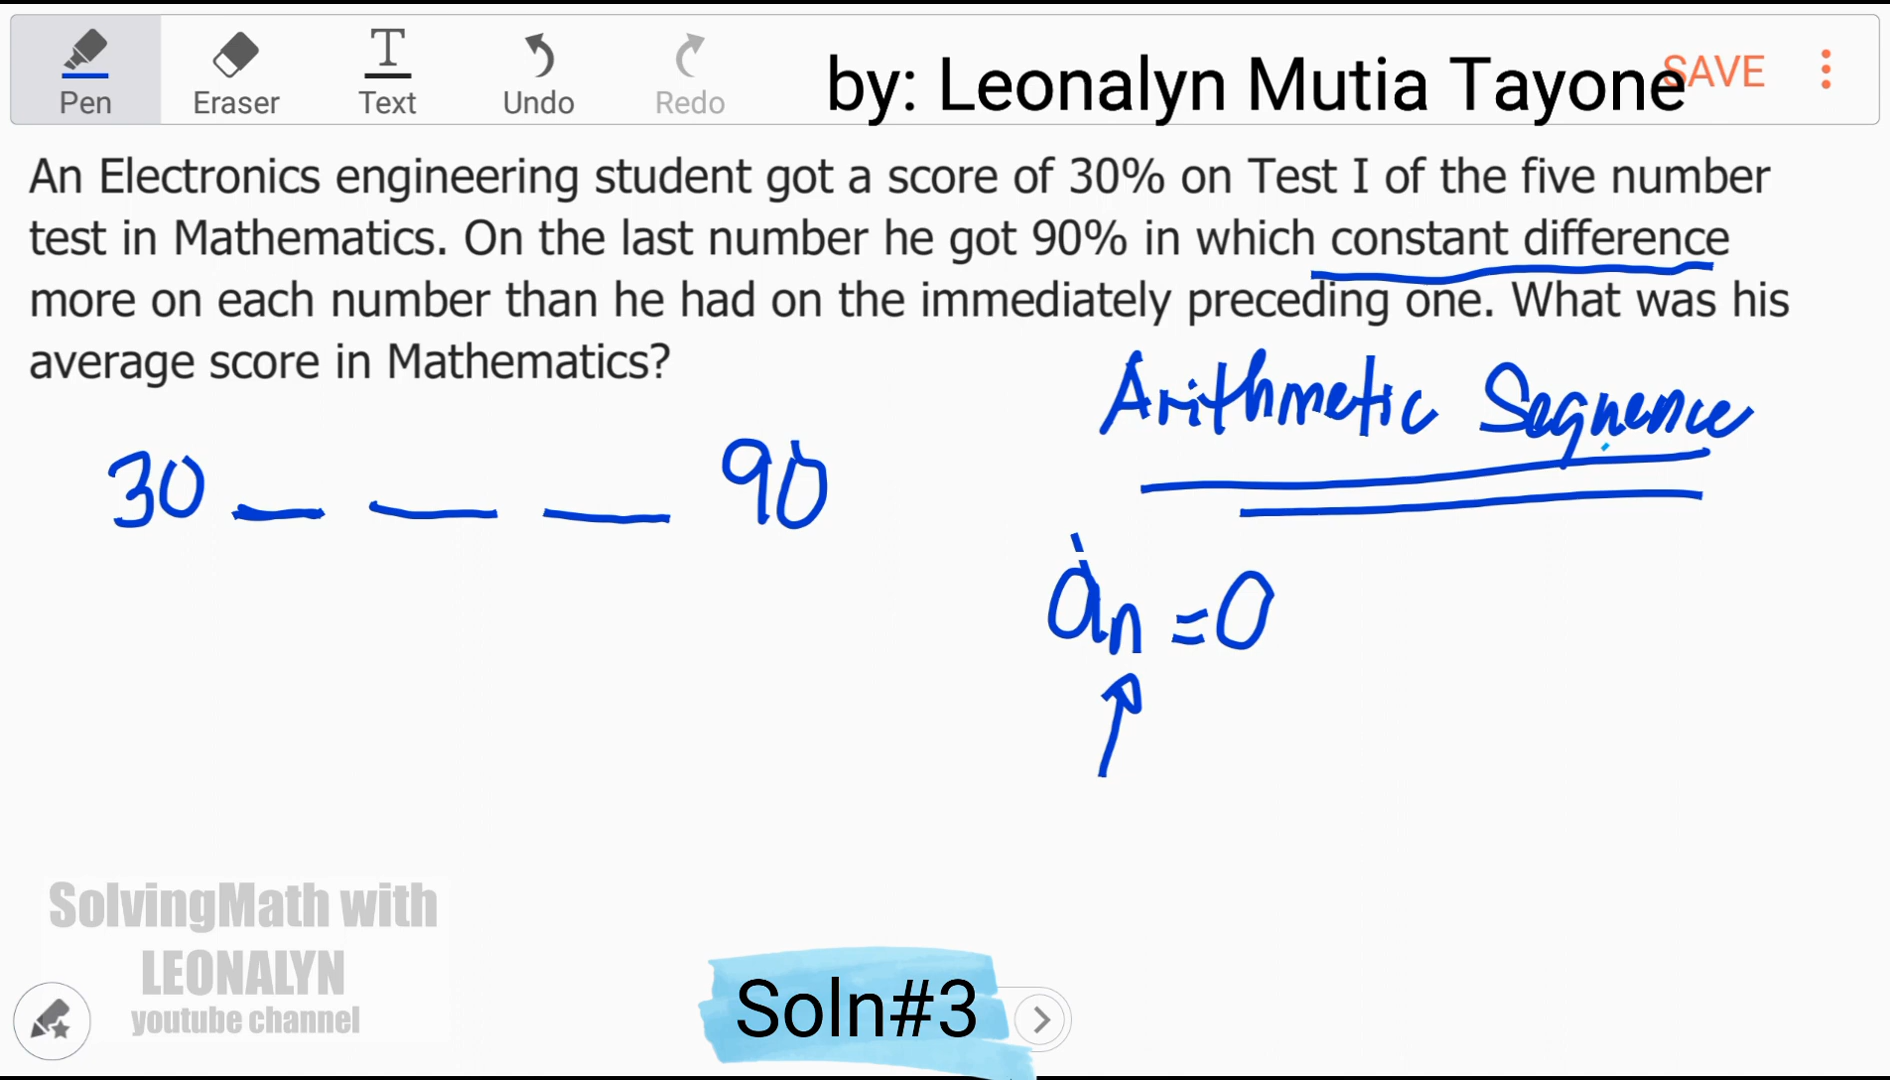 Pen
Eraser
Text
Undo
Redo
by: Leonalyn Mutia Tayone
SAVE
An Electronics engineering student got a score of 30% on Test I of the five number
test in Mathematics. On the last number he got 90% in which constant difference
more on each number than he had on the immediately preceding one. What was his
average score in Mathematics?
Arithmetic Sequence
30 __ __ __ 90
an = 0
SolvingMath with
LEONALYN
youtube channel
Soln#3